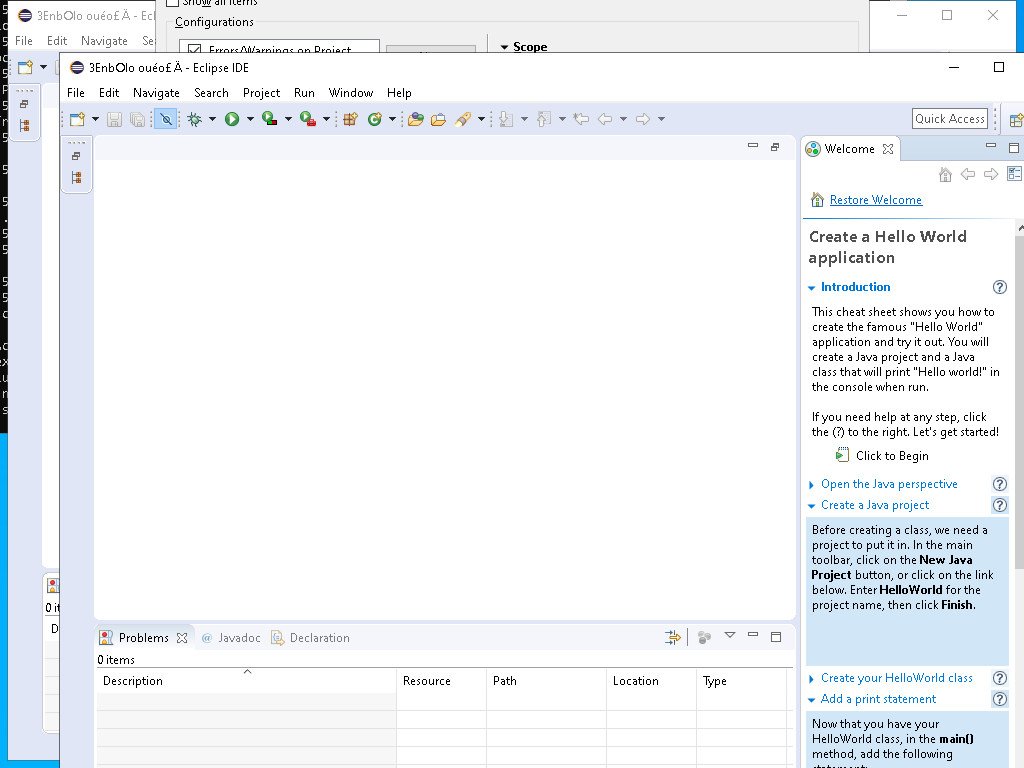 Show all items
3EnbOlo ouéo£ Ä - Ecl
Configurations
File Edit Navigate Se
Errors/Warnings on Project
Scope
3EnbOlo ouéo£ Ä - Eclipse IDE
File Edit Navigate Search Project Run Window Help
Quick Access
Welcome
Restore Welcome
Create a Hello World
application
Introduction
This cheat sheet shows you how to
create the famous "Hello World"
application and try it out. You will
create a Java project and a Java
class that will print "Hello world!" in
the console when run.
If you need help at any step, click
the (?) to the right. Let's get started!
Click to Begin
Open the Java perspective
Create a Java project
Before creating a class, we need a
project to put it in. In the main
toolbar, click on the New Java
Project button, or click on the link
below. Enter HelloWorld for the
project name, then click Finish.
Create your HelloWorld class
Add a print statement
Now that you have your
HelloWorld class, in the main()
method, add the following
statement:
0 it
D
Problems Javadoc Declaration
0 items
Description Resource Path Location Type